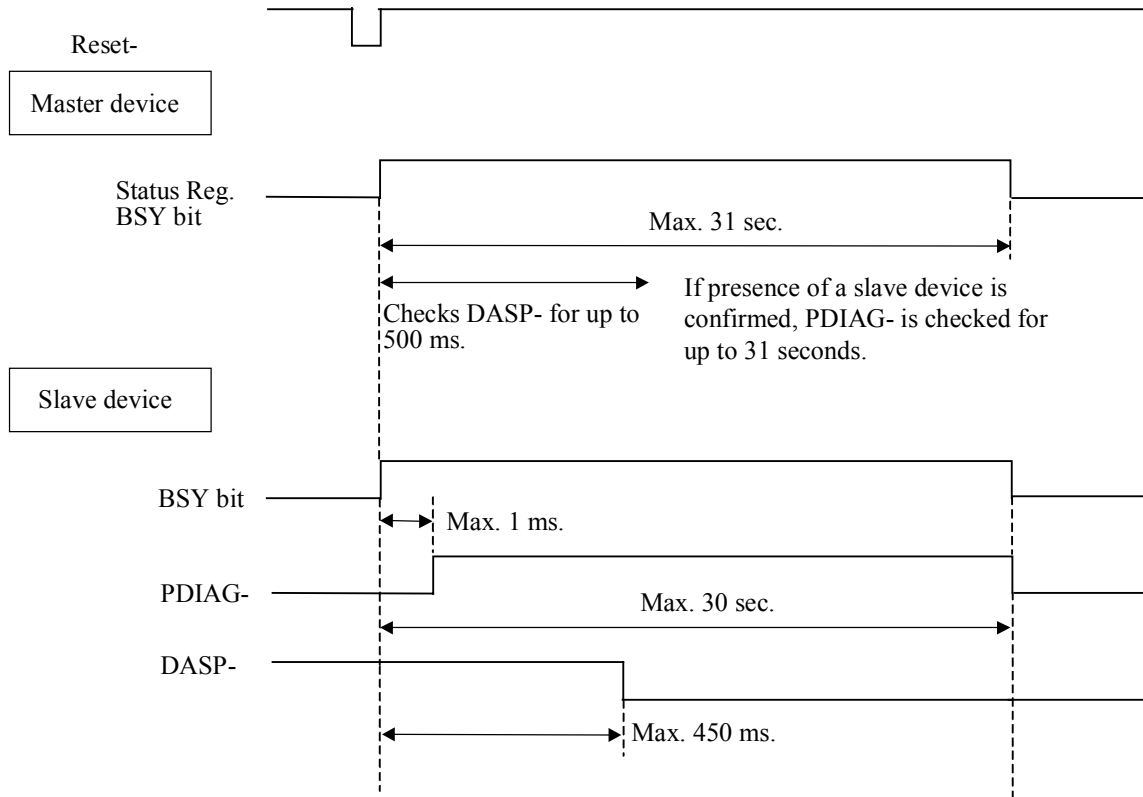 Reset-
Master device
Status Reg.
BSY bit
Max. 31 sec.
Checks DASP- for up to
500 ms.
If presence of a slave device is
confirmed, PDIAG- is checked for
up to 31 seconds.
Slave device
BSY bit
Max. 1 ms.
PDIAG-
Max. 30 sec.
DASP-
Max. 450 ms.